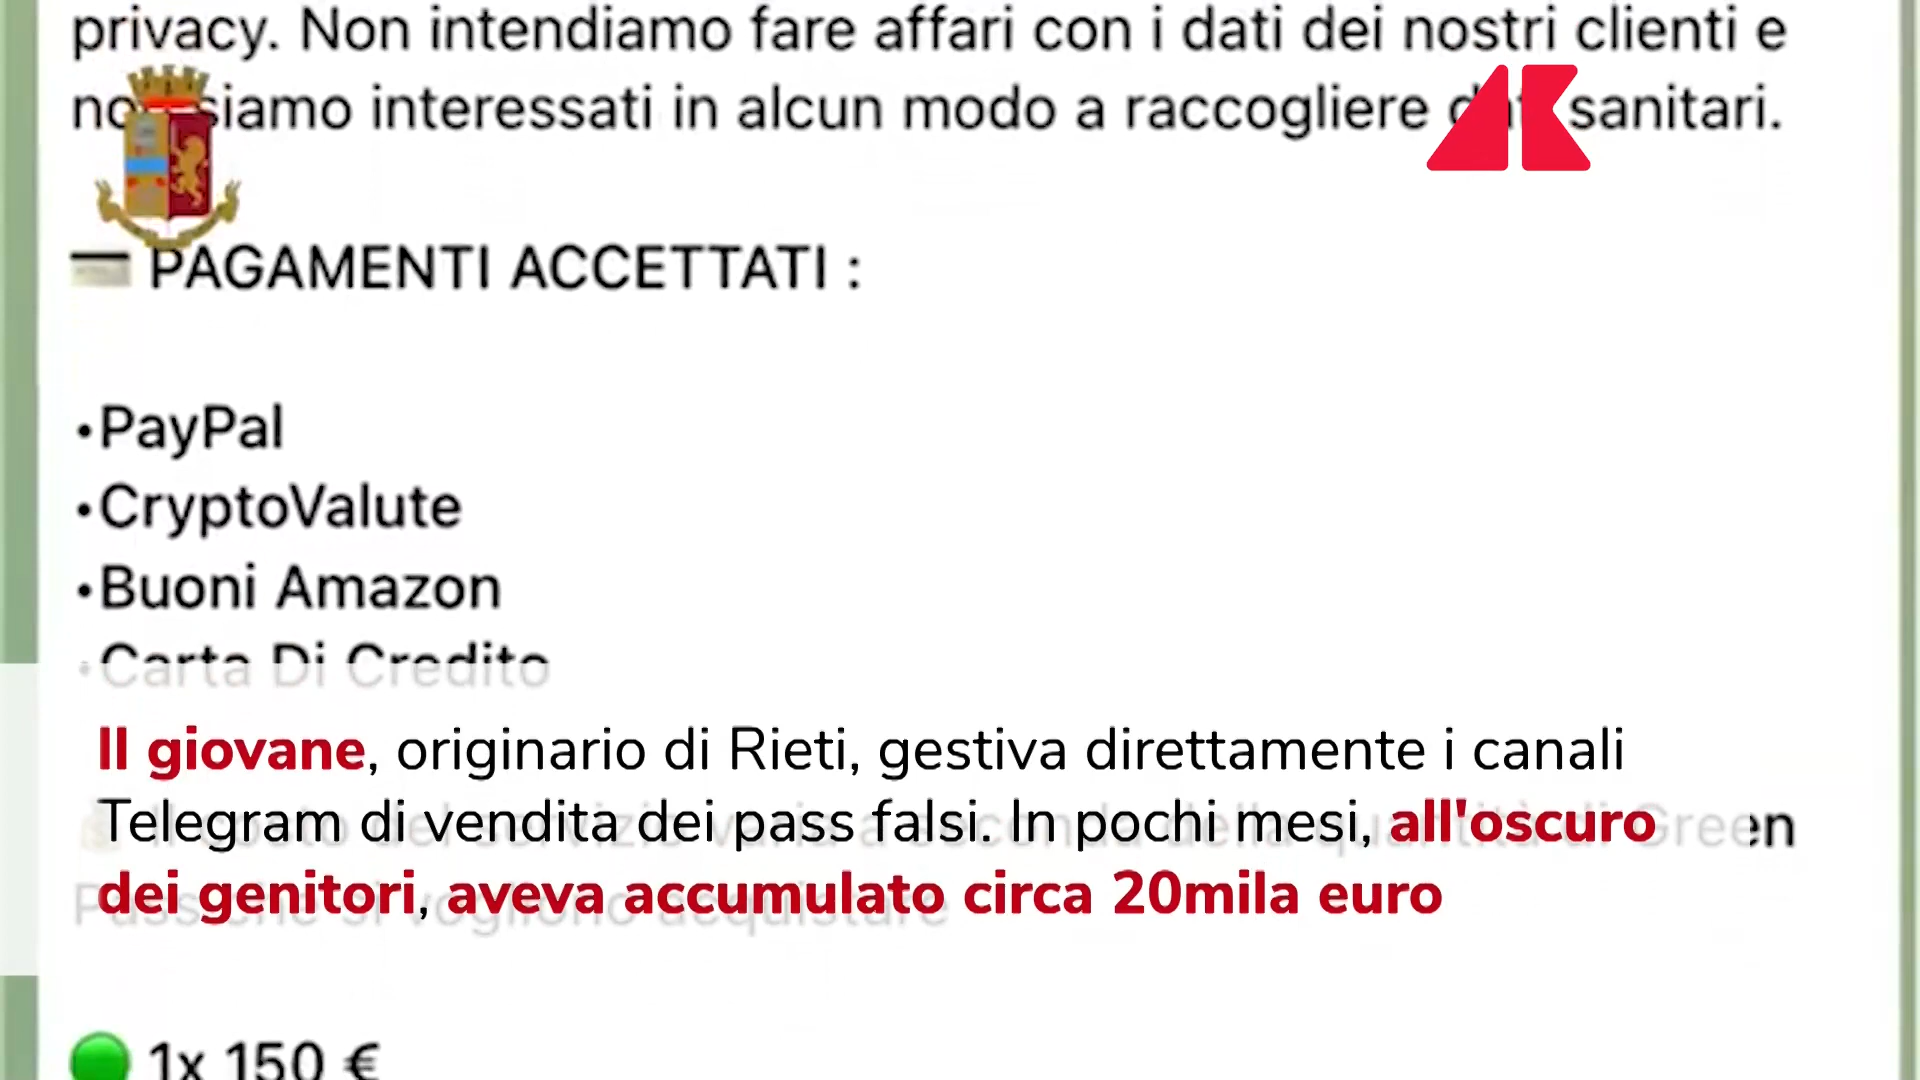 privacy. Non intendiamo fare affari con i dati dei nostri clienti e
siamo interessati in alcun modo a raccogliere sanitari.
PAGAMENTI ACCETTATI :
•PayPal
•CryptoValute
•Buoni Amazon
•Carta Di Credito
Il giovane, originario di Rieti, gestiva direttamente i canali
Telegram di vendita dei pass falsi. In pochi mesi, all'oscuro
dei genitori, aveva accumulato circa 20mila euro
1x 150 €